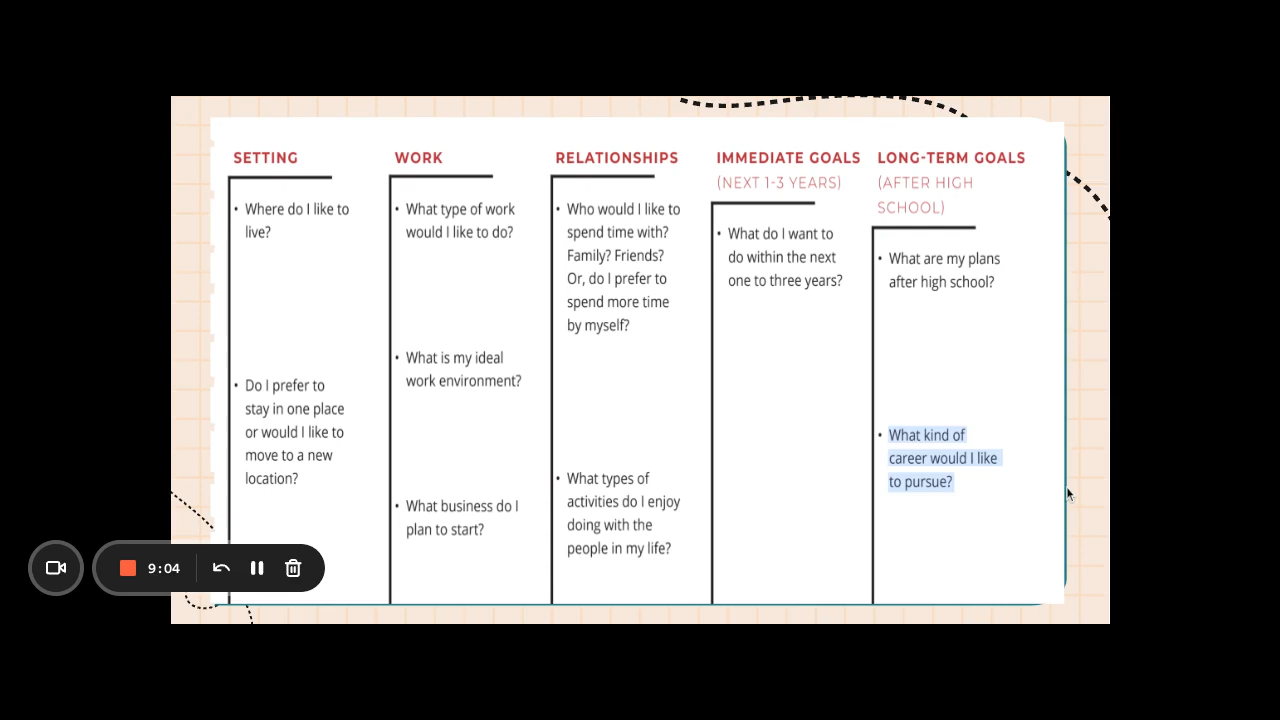 SETTING
• Where do I like to
live?
• Do I prefer to
stay in one place
or would I like to
move to a new
location?
WORK
• What type of work
would I like to do?
• What is my ideal
work environment?
• What business do I
plan to start?
RELATIONSHIPS
• Who would I like to
spend time with?
Family? Friends?
Or, do I prefer to
spend more time
by myself?
• What types of
activities do I enjoy
doing with the
people in my life?
IMMEDIATE GOALS
(NEXT 1-3 YEARS)
• What do I want to
do within the next
one to three years?
LONG-TERM GOALS
(AFTER HIGH
SCHOOL)
• What are my plans
after high school?
• What kind of
career would I like
to pursue?
9:04